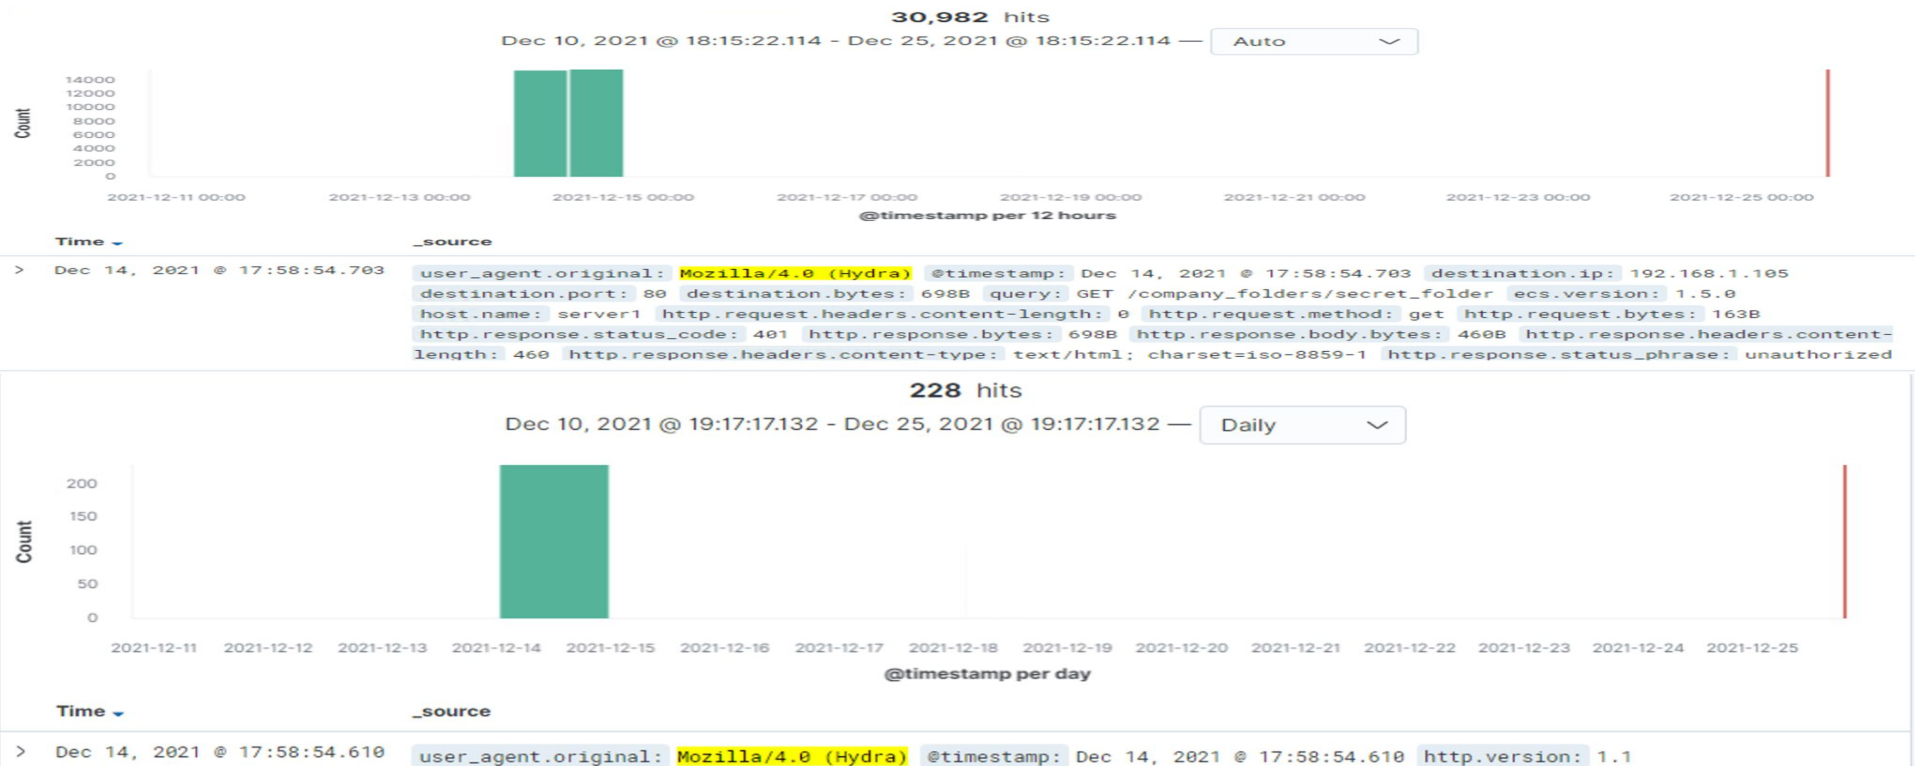 30,982 hits
Dec 10, 2021 @ 18:15:22.114 - Dec 25, 2021 @ 18:15:22.114 — Auto
14000
12000
10000
8000
6000
4000
2000
0
Count
2021-12-11 00:00 2021-12-13 00:00 2021-12-15 00:00 2021-12-17 00:00 2021-12-19 00:00 2021-12-21 00:00 2021-12-23 00:00 2021-12-25 00:00
@timestamp per 12 hours
Time _source
> Dec 14, 2021 @ 17:58:54.703 user_agent.original: Mozilla/4.0 (Hydra) @timestamp: Dec 14, 2021 @ 17:58:54.703 destination.ip: 192.168.1.105
destination.port: 80 destination.bytes: 698B query: GET /company_folders/secret_folder ecs.version: 1.5.0
host.name: server1 http.request.headers.content-length: 0 http.request.method: get http.request.bytes: 163B
http.response.status_code: 401 http.response.bytes: 698B http.response.body.bytes: 460B http.response.headers.content-
length: 460 http.response.headers.content-type: text/html; charset=iso-8859-1 http.response.status_phrase: unauthorized
228 hits
Dec 10, 2021 @ 19:17:17.132 - Dec 25, 2021 @ 19:17:17.132 — Daily
200
150
100
50
0
Count
2021-12-11 2021-12-12 2021-12-13 2021-12-14 2021-12-15 2021-12-16 2021-12-17 2021-12-18 2021-12-19 2021-12-20 2021-12-21 2021-12-22 2021-12-23 2021-12-24 2021-12-25
@timestamp per day
Time _source
> Dec 14, 2021 @ 17:58:54.610 user_agent.original: Mozilla/4.0 (Hydra) @timestamp: Dec 14, 2021 @ 17:58:54.610 http.version: 1.1